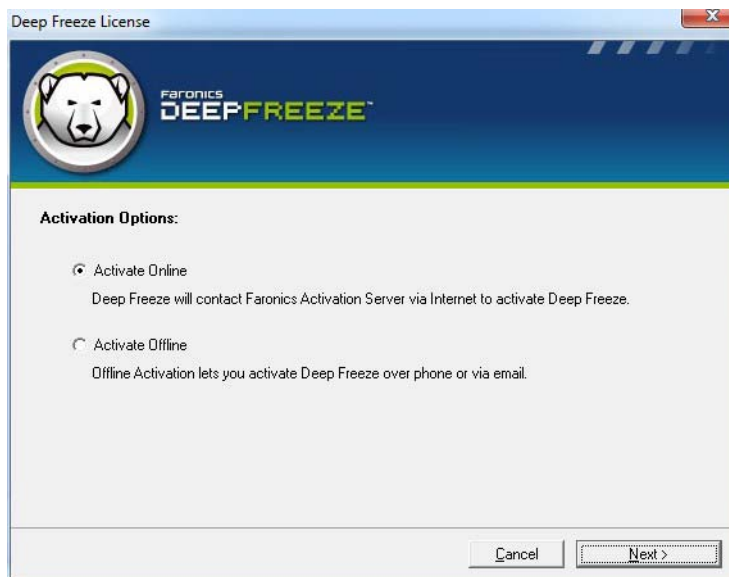 Deep Freeze License
X
FARONICS
DEEPFREEZE™
Activation Options:
Activate Online
Deep Freeze will contact Faronics Activation Server via Internet to activate Deep Freeze.
Activate Offline
Offline Activation lets you activate Deep Freeze over phone or via email.
Cancel
Next >